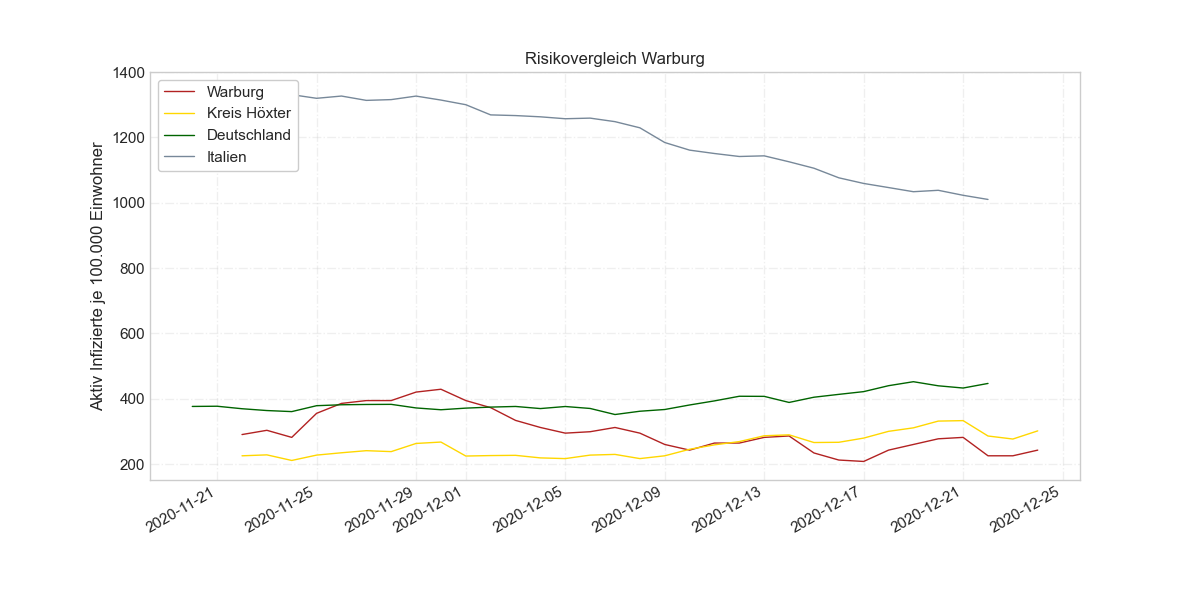 Risikovergleich Warburg
Aktiv Infizierte je 100.000 Einwohner
1400
1200
1000
800
600
400
200
Warburg
Kreis Höxter
Deutschland
Italien
2020-11-21
2020-11-25
2020-11-29
2020-12-01
2020-12-05
2020-12-09
2020-12-13
2020-12-17
2020-12-21
2020-12-25